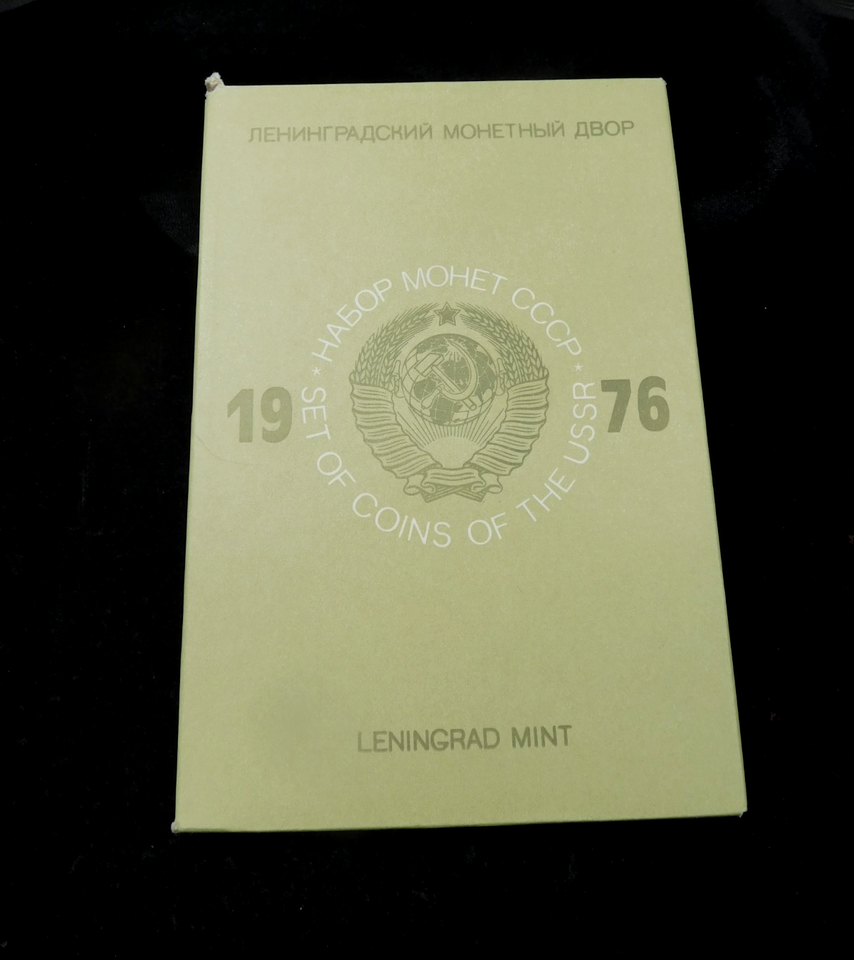 ЛЕНИНГРАДСКИЙ МОНЕТНЫЙ ДВОР
* НАБОР МОНЕТ СССР *
19 76
SET OF COINS OF THE USSR
LENINGRAD MINT